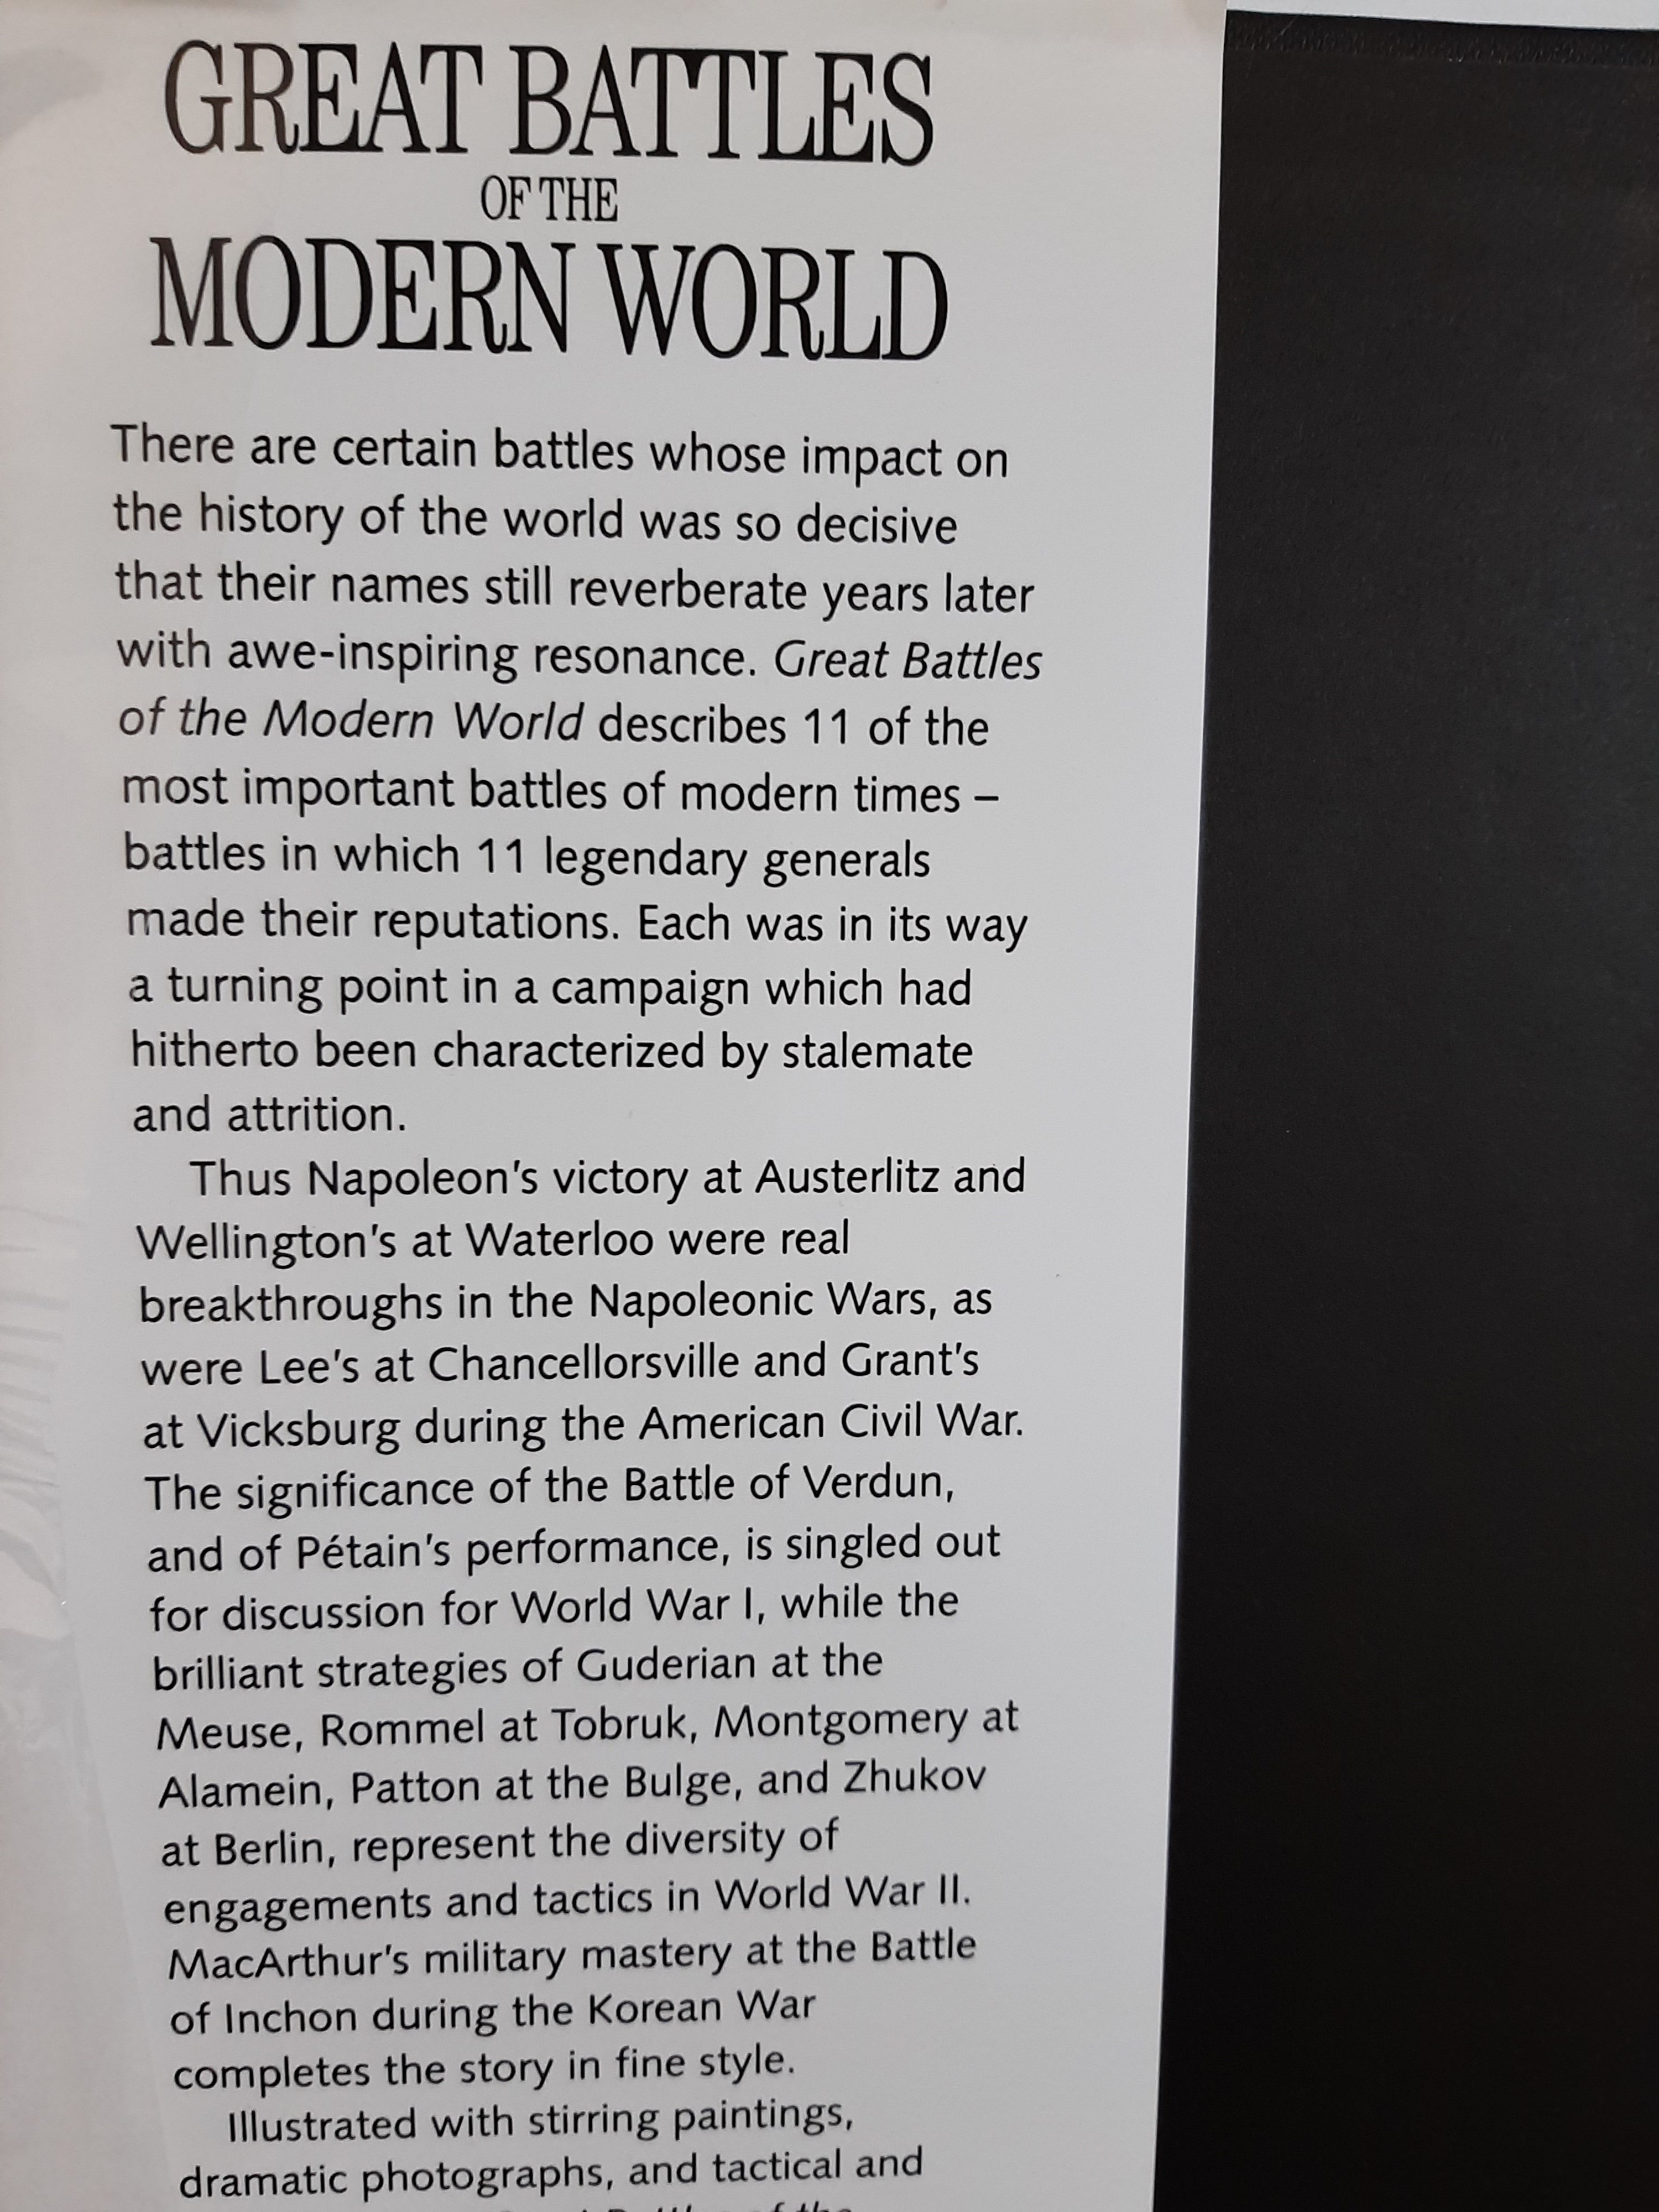 GREAT BATTLES
OF THE
MODERN WORLD
There are certain battles whose impact on
the history of the world was so decisive
that their names still reverberate years later
with awe-inspiring resonance. Great Battles
of the Modern World describes 11 of the
most important battles of modern times –
battles in which 11 legendary generals
made their reputations. Each was in its way
a turning point in a campaign which had
hitherto been characterized by stalemate
and attrition.
Thus Napoleon's victory at Austerlitz and
Wellington's at Waterloo were real
breakthroughs in the Napoleonic Wars, as
were Lee's at Chancellorsville and Grant's
at Vicksburg during the American Civil War.
The significance of the Battle of Verdun,
and of Pétain's performance, is singled out
for discussion for World War I, while the
brilliant strategies of Guderian at the
Meuse, Rommel at Tobruk, Montgomery at
Alamein, Patton at the Bulge, and Zhukov
at Berlin, represent the diversity of
engagements and tactics in World War II.
MacArthur's military mastery at the Battle
of Inchon during the Korean War
completes the story in fine style.
Illustrated with stirring paintings,
dramatic photographs, and tactical and
of the